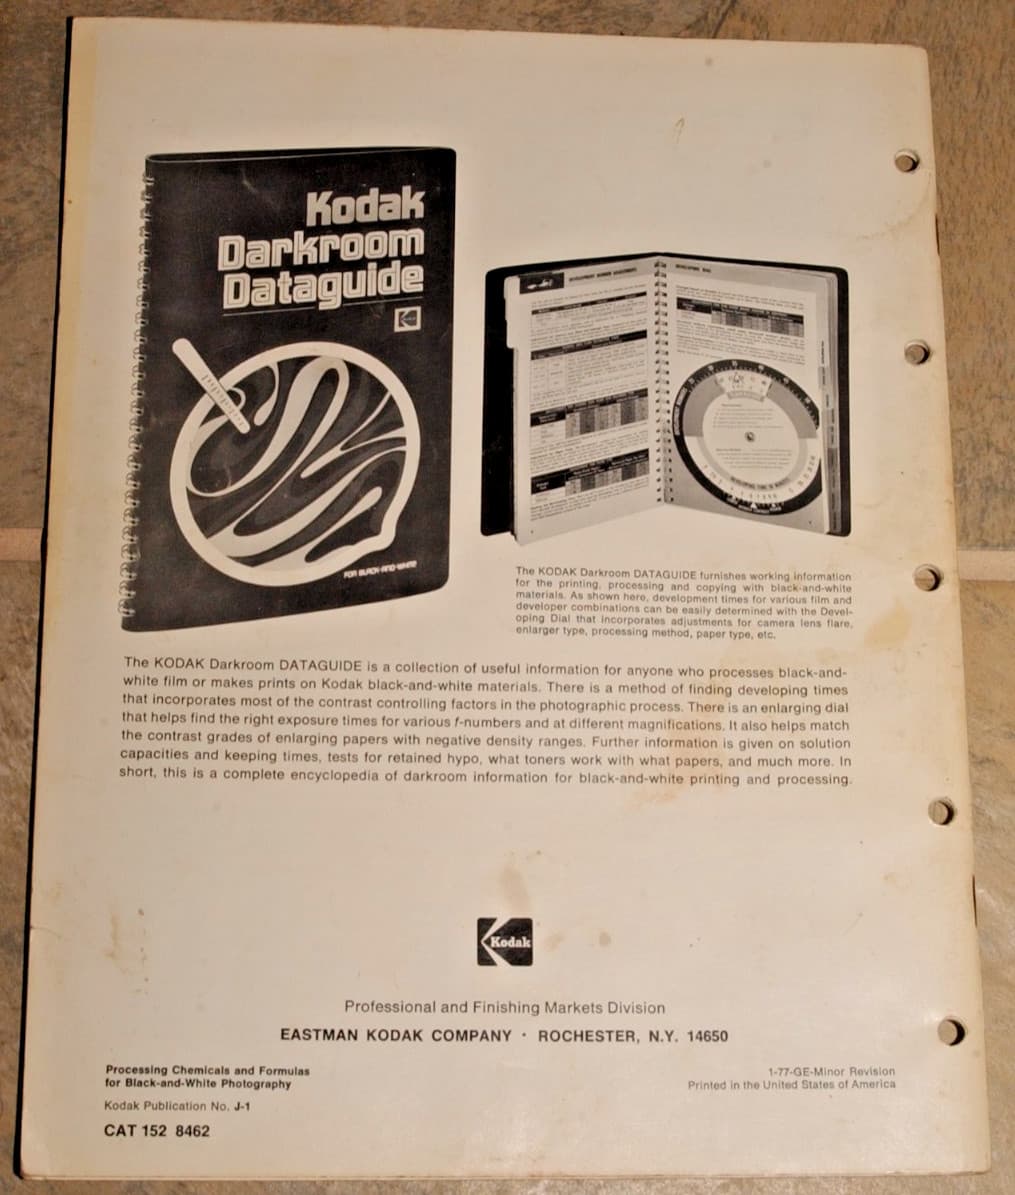 Kodak
Darkroom
Dataguide
FOR BLACK-AND-WHITE
DEVELOPING DIAL
The KODAK Darkroom DATAGUIDE furnishes working information
for the printing, processing and copying with black-and-white
materials. As shown here, development times for various film and
developer combinations can be easily determined with the Devel-
oping Dial that incorporates adjustments for camera lens flare,
enlarger type, processing method, paper type, etc.
The KODAK Darkroom DATAGUIDE is a collection of useful information for anyone who processes black-and-
white film or makes prints on Kodak black-and-white materials. There is a method of finding developing times
that incorporates most of the contrast controlling factors in the photographic process. There is an enlarging dial
that helps find the right exposure times for various f-numbers and at different magnifications. It also helps match
the contrast grades of enlarging papers with negative density ranges. Further information is given on solution
capacities and keeping times, tests for retained hypo, what toners work with what papers, and much more. In
short, this is a complete encyclopedia of darkroom information for black-and-white printing and processing.
Kodak
Professional and Finishing Markets Division
EASTMAN KODAK COMPANY • ROCHESTER, N.Y. 14650
Processing Chemicals and Formulas
for Black-and-White Photography
Kodak Publication No. J-1
CAT 152 8462
1-77-GE-Minor Revision
Printed in the United States of America